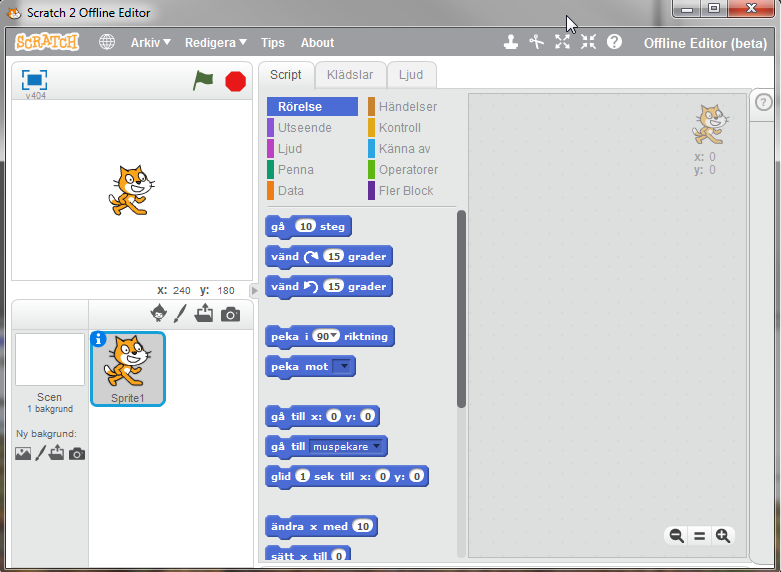 Scratch 2 Offline Editor
SCRATCH Arkiv Redigera Tips About Offline Editor (beta)
v404
Script Klädslar Ljud
Rörelse Händelser
Utseende Kontroll
Ljud Känna av
Penna Operatorer
Data Fler Block
x: 0
y: 0
gå 10 steg
vänd 15 grader
vänd 15 grader
peka i 90 riktning
peka mot
gå till x: 0 y: 0
gå till muspekare
glid 1 sek till x: 0 y: 0
ändra x med 10
sätt x till 0
x: 240 y: 180
Sprite1
Scen
1 bakgrund
Ny bakgrund: